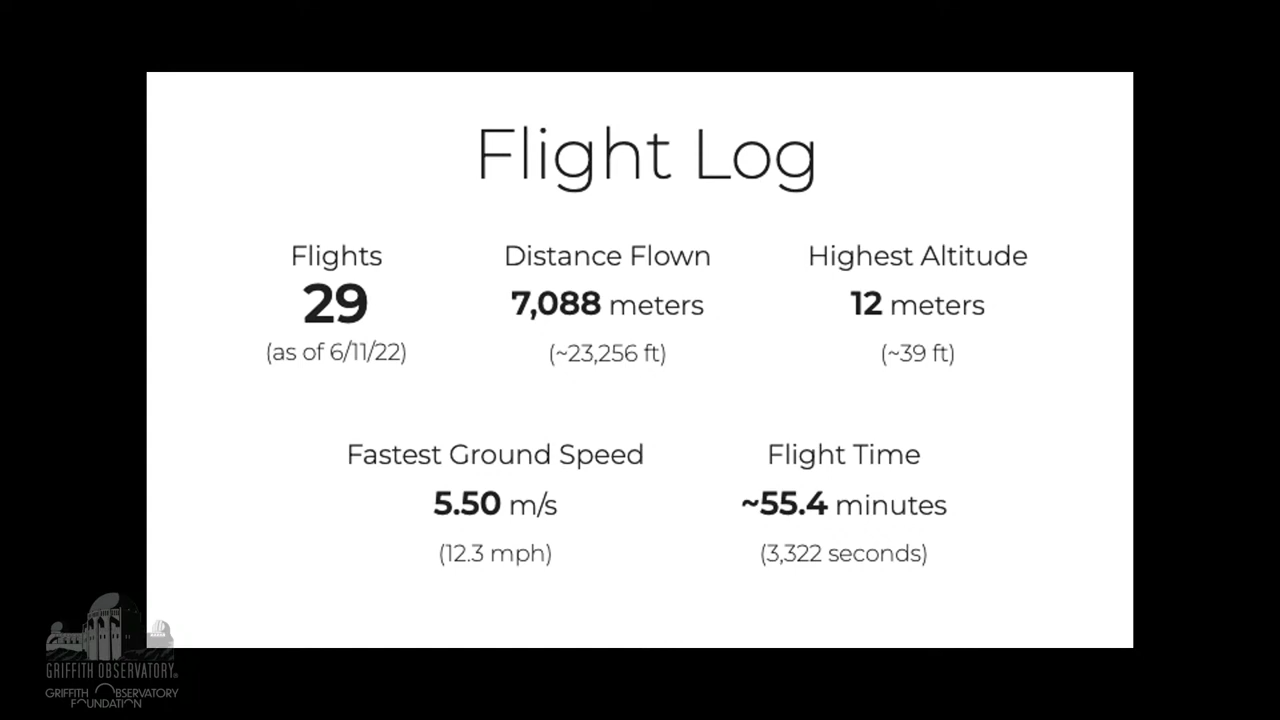 Flight Log
Flights
29
(as of 6/11/22)
Distance Flown
7,088 meters
(~23,256 ft)
Highest Altitude
12 meters
(~39 ft)
Fastest Ground Speed
5.50 m/s
(12.3 mph)
Flight Time
~55.4 minutes
(3,322 seconds)
GRIFFITH OBSERVATORY
GRIFFITH OBSERVATORY
FOUNDATION